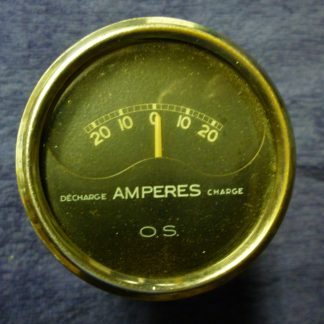 20 10 0 10 20
DÉCHARGE AMPERES CHARGE
O.S.